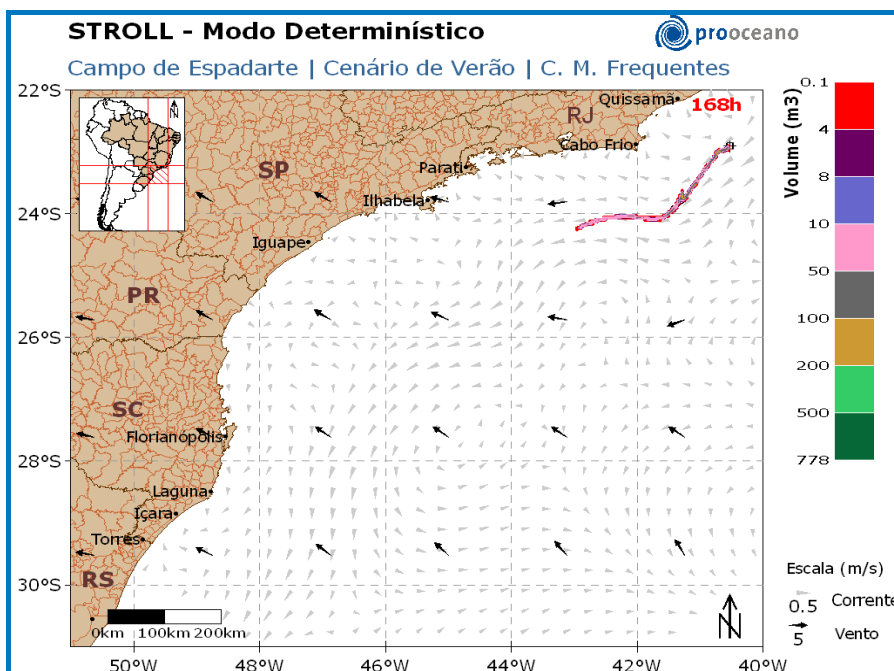 STROLL - Modo Determinístico
prooceano
Campo de Espadarte | Cenário de Verão | C. M. Frequentes
22°S
24°S
26°S
28°S
30°S
N
Quissamã
168h
RJ
Cabo Frio
SP
Parati
Ilhabela
Iguape
PR
SC
Florianópolis
Laguna
Içara
Torres
RS
0km 100km 200km
N
50°W 48°W 46°W 44°W 42°W 40°W
Volume (m3)
0.1
4
8
10
50
100
200
500
778
Escala (m/s)
0.5 Corrente
5 Vento